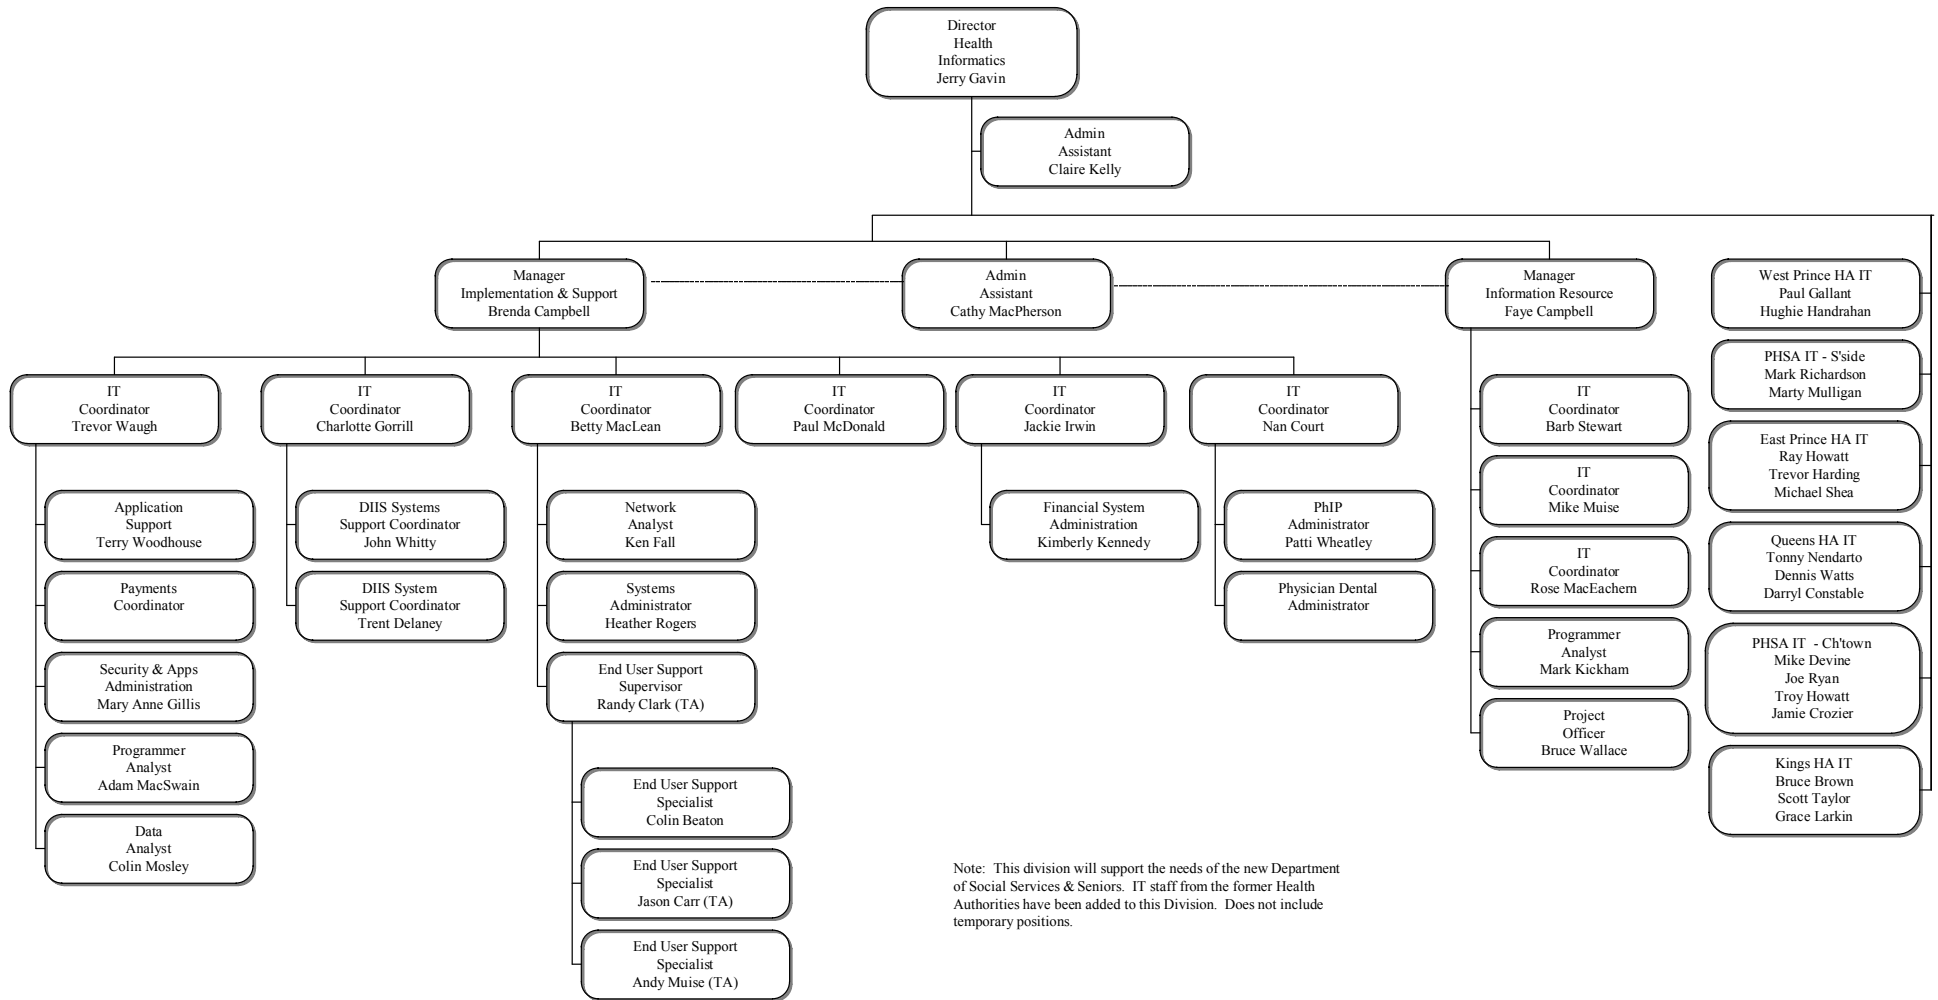 Director
Health
Informatics
Jerry Gavin
Admin
Assistant
Claire Kelly
Manager
Implementation & Support
Brenda Campbell
Admin
Assistant
Cathy MacPherson
Manager
Information Resource
Faye Campbell
IT
Coordinator
Trevor Waugh
Application
Support
Terry Woodhouse
Payments
Coordinator
Security & Apps
Administration
Mary Anne Gillis
Programmer
Analyst
Adam MacSwain
Data
Analyst
Colin Mosley
IT
Coordinator
Charlotte Gorrill
DIIS Systems
Support Coordinator
John Whitty
DIIS System
Support Coordinator
Trent Delaney
IT
Coordinator
Betty MacLean
Network
Analyst
Ken Fall
Systems
Administrator
Heather Rogers
End User Support
Supervisor
Randy Clark (TA)
End User Support
Specialist
Colin Beaton
End User Support
Specialist
Jason Carr (TA)
End User Support
Specialist
Andy Muise (TA)
IT
Coordinator
Paul McDonald
IT
Coordinator
Jackie Irwin
Financial System
Administration
Kimberly Kennedy
IT
Coordinator
Nan Court
PhIP
Administrator
Patti Wheatley
Physician Dental
Administrator
IT
Coordinator
Barb Stewart
IT
Coordinator
Mike Muise
IT
Coordinator
Rose MacEachern
Programmer
Analyst
Mark Kickham
Project
Officer
Bruce Wallace
West Prince HA IT
Paul Gallant
Hughie Handrahan
PHSA IT - S'side
Mark Richardson
Marty Mulligan
East Prince HA IT
Ray Howatt
Trevor Harding
Michael Shea
Queens HA IT
Tonny Nendarto
Dennis Watts
Darryl Constable
PHSA IT - Ch'town
Mike Devine
Joe Ryan
Troy Howatt
Jamie Crozier
Kings HA IT
Bruce Brown
Scott Taylor
Grace Larkin
Note: This division will support the needs of the new Department
of Social Services & Seniors. IT staff from the former Health
Authorities have been added to this Division. Does not include
temporary positions.